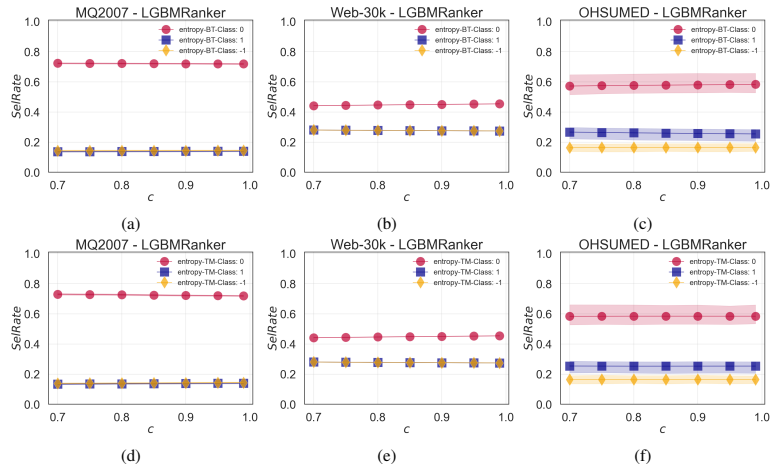 MQ2007 - LGBMRanker
1.0
0.8
0.6
0.4
0.2
0.0
SelRate
entropy-BT-Class: 0
entropy-BT-Class: 1
entropy-BT-Class: -1
0.7 0.8 0.9 1.0
c
(a)
Web-30k - LGBMRanker
1.0
0.8
0.6
0.4
0.2
0.0
SelRate
entropy-BT-Class: 0
entropy-BT-Class: 1
entropy-BT-Class: -1
0.7 0.8 0.9 1.0
c
(b)
OHSUMED - LGBMRanker
1.0
0.8
0.6
0.4
0.2
0.0
SelRate
entropy-BT-Class: 0
entropy-BT-Class: 1
entropy-BT-Class: -1
0.7 0.8 0.9 1.0
c
(c)
MQ2007 - LGBMRanker
1.0
0.8
0.6
0.4
0.2
0.0
SelRate
entropy-TM-Class: 0
entropy-TM-Class: 1
entropy-TM-Class: -1
0.7 0.8 0.9 1.0
c
(d)
Web-30k - LGBMRanker
1.0
0.8
0.6
0.4
0.2
0.0
SelRate
entropy-TM-Class: 0
entropy-TM-Class: 1
entropy-TM-Class: -1
0.7 0.8 0.9 1.0
c
(e)
OHSUMED - LGBMRanker
1.0
0.8
0.6
0.4
0.2
0.0
SelRate
entropy-TM-Class: 0
entropy-TM-Class: 1
entropy-TM-Class: -1
0.7 0.8 0.9 1.0
c
(f)